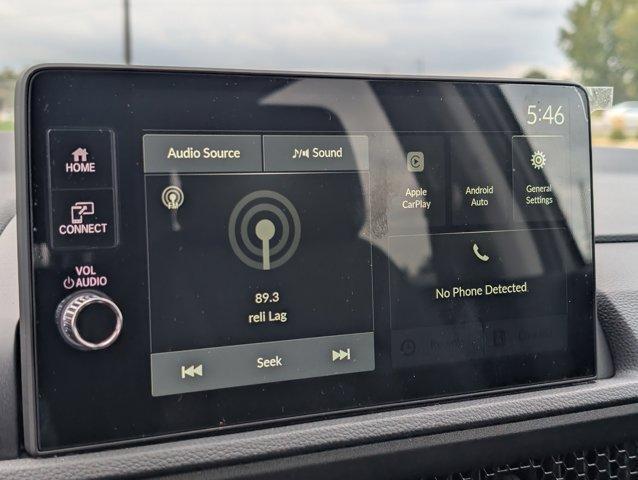 5:46
HOME
CONNECT
VOL
AUDIO
Audio Source
Sound
FM
89.3
reli Lag
Seek
Apple
CarPlay
Android
Auto
General
Settings
No Phone Detected